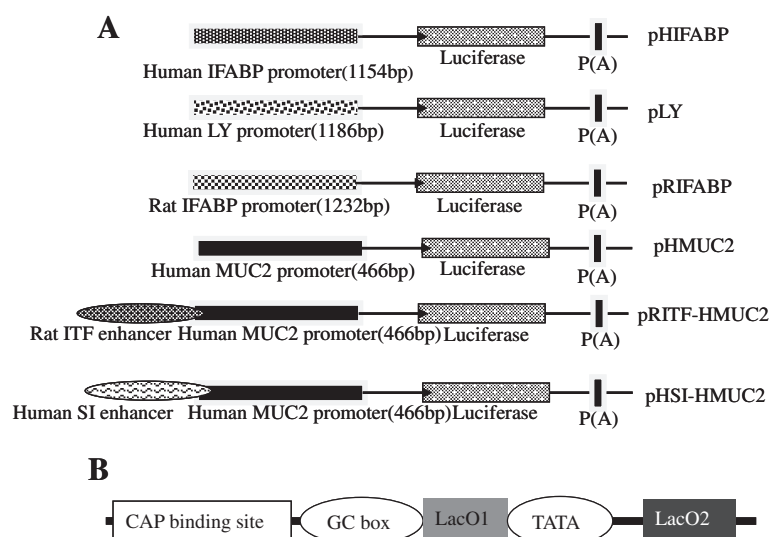 A
pHIFABP
Luciferase
P(A)
Human IFABP promoter(1154bp)
pLY
Human LY promoter(1186bp)
Luciferase
P(A)
pRIFABP
Rat IFABP promoter(1232bp)
Luciferase
P(A)
pHMUC2
Human MUC2 promoter(466bp)
Luciferase
P(A)
pRITF-HMUC2
Rat ITF enhancer Human MUC2 promoter(466bp) Luciferase
P(A)
pHSI-HMUC2
Human SI enhancer Human MUC2 promoter(466bp)Luciferase
P(A)
B
CAP binding site GC box LacO1 TATA LacO2